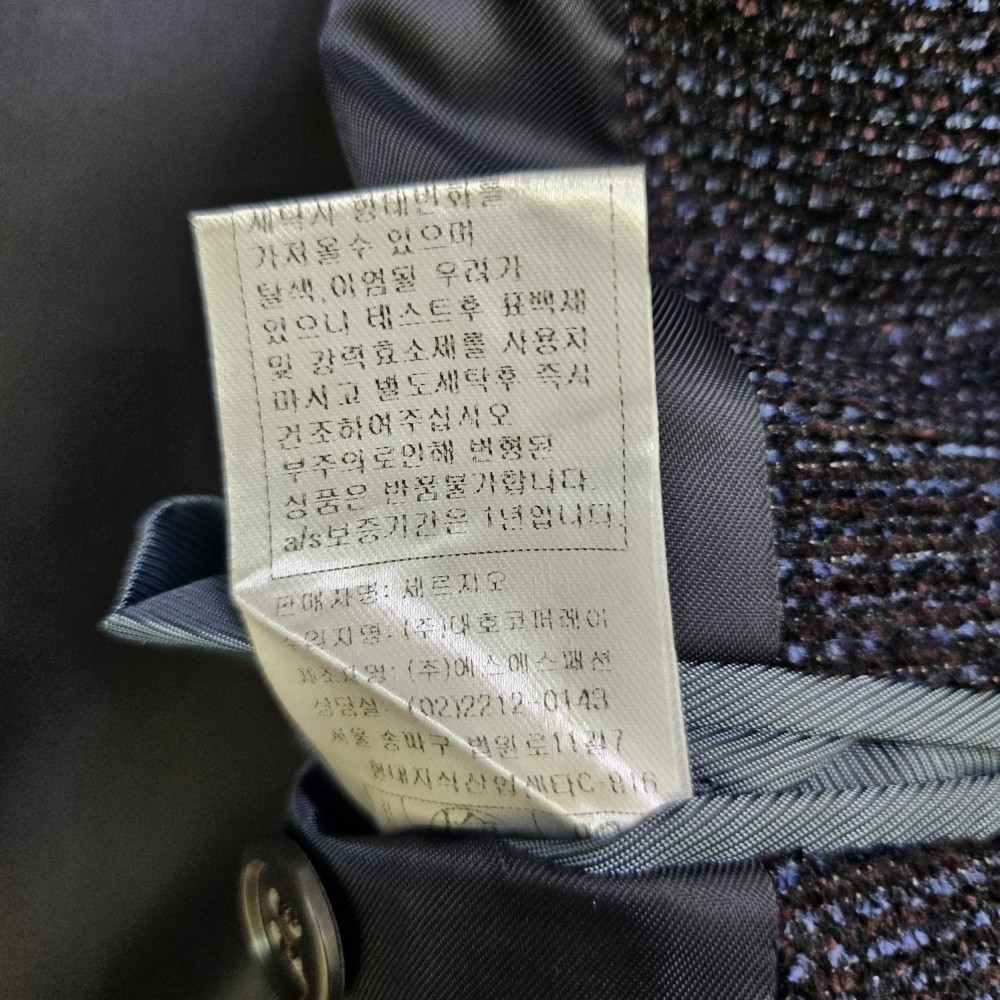 세탁시 형태변화를
가져올수 있으며
탈색,이염될 우려가
있으니 테스트후 표백제
및 강력효소세제를 사용치
마시고 별도세탁후 즉시
건조하여주십시오
부주의로인해 변형된
상품은 반품불가합니다.
a/s보증기간은 1년입니다.
판매자명: 세르지오
수입자명: (주)대호코퍼레이
제조자명: (주)에스에스패션
상담실: (02)2212-0143
서울 송파구 법원로11길7
현대지식산업센터C-816